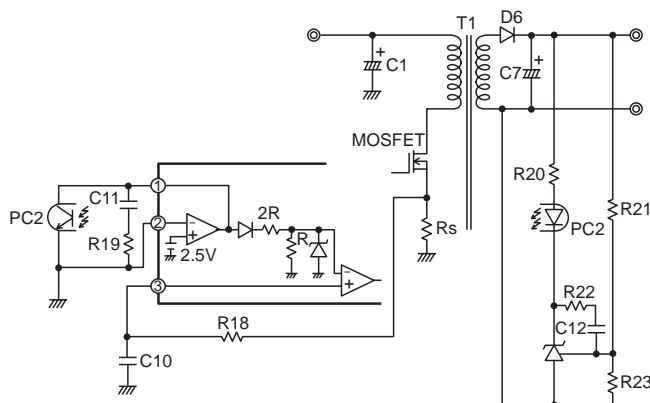 T1
D6
+
C1
+
C7
MOSFET
R20
R21
1
C11
PC2
2
R19
−
+
2.5V
2R
R
Rs
PC2
−
+
3
R22
C12
R18
C10
R23